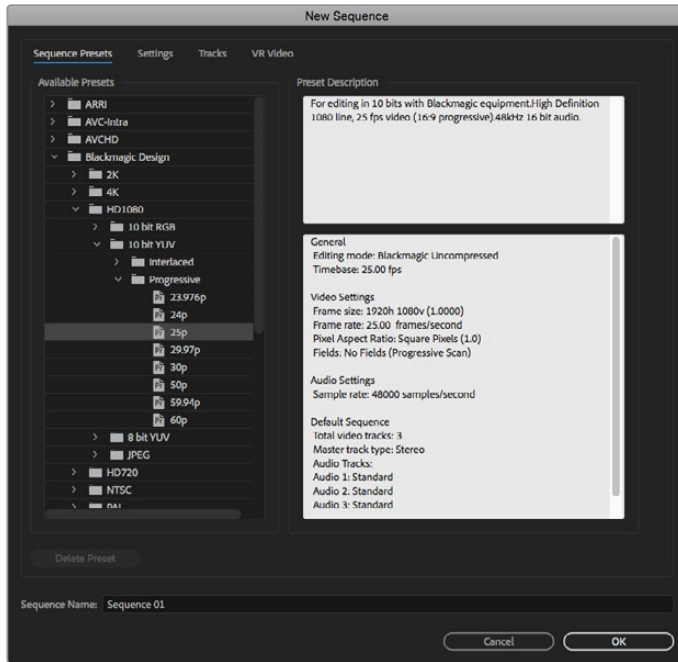 New Sequence
Sequence Presets
Settings
Tracks
VR Video
Available Presets
ARRI
AVC-Intra
AVCHD
Blackmagic Design
2K
4K
HD1080
10 bit RGB
10 bit YUV
Interlaced
Progressive
23.976p
24p
25p
29.97p
30p
50p
59.94p
60p
8 bit YUV
JPEG
HD720
NTSC
PAL
Delete Preset
Preset Description
For editing in 10 bits with Blackmagic equipment.High Definition
1080 line, 25 fps video (16:9 progressive).48kHz 16 bit audio.
General
Editing mode: Blackmagic Uncompressed
Timebase: 25.00 fps
Video Settings
Frame size: 1920h 1080v (1.0000)
Frame rate: 25.00 frames/second
Pixel Aspect Ratio: Square Pixels (1.0)
Fields: No Fields (Progressive Scan)
Audio Settings
Sample rate: 48000 samples/second
Default Sequence
Total video tracks: 3
Master track type: Stereo
Audio Tracks:
Audio 1: Standard
Audio 2: Standard
Audio 3: Standard
Sequence Name: Sequence 01
Cancel
OK